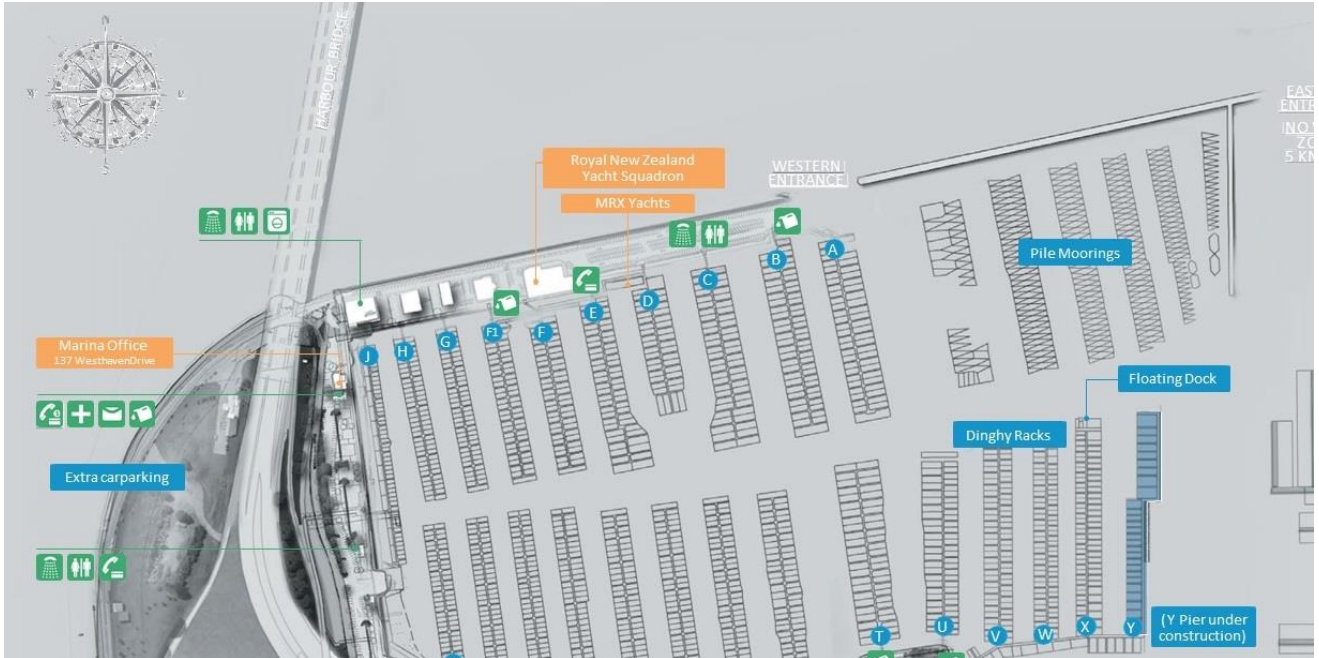 N
W
E
S
HARBOUR BRIDGE
Royal New Zealand
Yacht Squadron
MRX Yachts
WESTERN
ENTRANCE
Pile Moorings
A
B
C
D
E
F
F1
G
H
J
Marina Office
137 WesthavenDrive
Extra carparking
Floating Dock
Dinghy Racks
T
U
V
W
X
Y
(Y Pier under
construction)